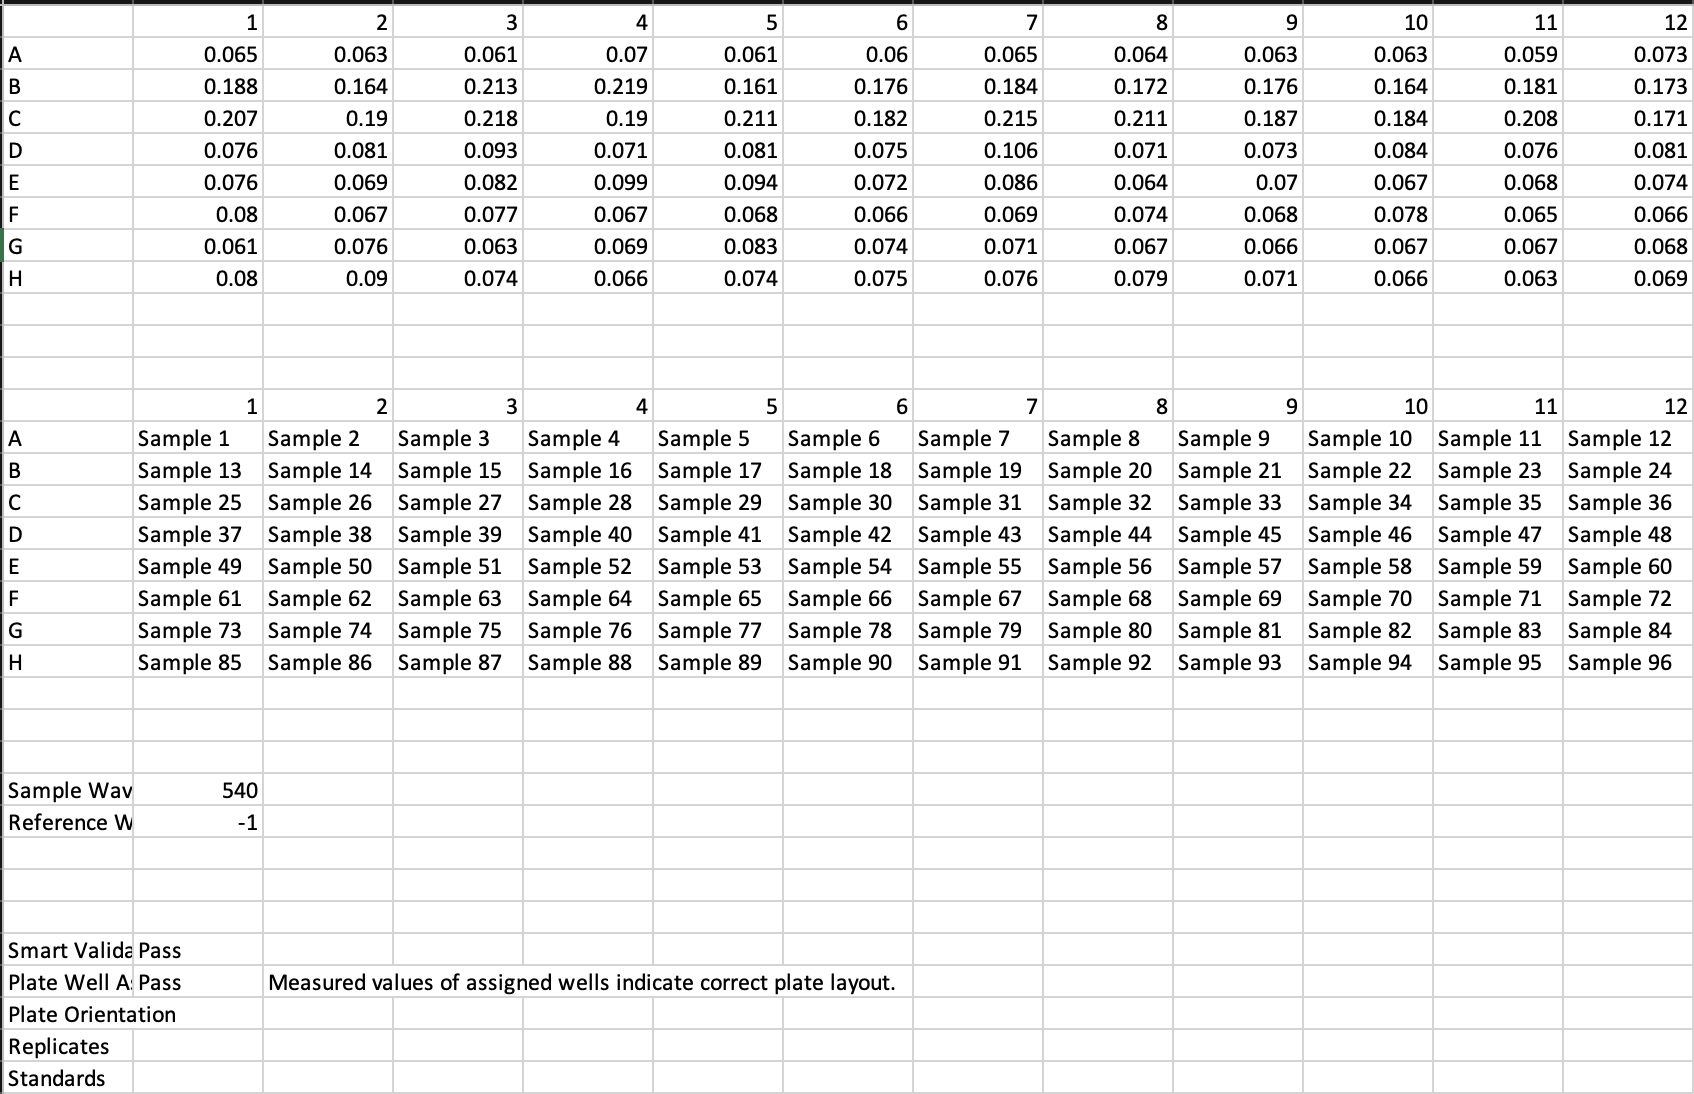 1 2 3 4 5 6 7 8 9 10 11 12
A 0.065 0.063 0.061 0.07 0.061 0.06 0.065 0.064 0.063 0.063 0.059 0.073
B 0.188 0.164 0.213 0.219 0.161 0.176 0.184 0.172 0.176 0.164 0.181 0.173
C 0.207 0.19 0.218 0.19 0.211 0.182 0.215 0.211 0.187 0.184 0.208 0.171
D 0.076 0.081 0.093 0.071 0.081 0.075 0.106 0.071 0.073 0.084 0.076 0.081
E 0.076 0.069 0.082 0.099 0.094 0.072 0.086 0.064 0.07 0.067 0.068 0.074
F 0.08 0.067 0.077 0.067 0.068 0.066 0.069 0.074 0.068 0.078 0.065 0.066
G 0.061 0.076 0.063 0.069 0.083 0.074 0.071 0.067 0.066 0.067 0.067 0.068
H 0.08 0.09 0.074 0.066 0.074 0.075 0.076 0.079 0.071 0.066 0.063 0.069
1 2 3 4 5 6 7 8 9 10 11 12
A Sample 1 Sample 2 Sample 3 Sample 4 Sample 5 Sample 6 Sample 7 Sample 8 Sample 9 Sample 10 Sample 11 Sample 12
B Sample 13 Sample 14 Sample 15 Sample 16 Sample 17 Sample 18 Sample 19 Sample 20 Sample 21 Sample 22 Sample 23 Sample 24
C Sample 25 Sample 26 Sample 27 Sample 28 Sample 29 Sample 30 Sample 31 Sample 32 Sample 33 Sample 34 Sample 35 Sample 36
D Sample 37 Sample 38 Sample 39 Sample 40 Sample 41 Sample 42 Sample 43 Sample 44 Sample 45 Sample 46 Sample 47 Sample 48
E Sample 49 Sample 50 Sample 51 Sample 52 Sample 53 Sample 54 Sample 55 Sample 56 Sample 57 Sample 58 Sample 59 Sample 60
F Sample 61 Sample 62 Sample 63 Sample 64 Sample 65 Sample 66 Sample 67 Sample 68 Sample 69 Sample 70 Sample 71 Sample 72
G Sample 73 Sample 74 Sample 75 Sample 76 Sample 77 Sample 78 Sample 79 Sample 80 Sample 81 Sample 82 Sample 83 Sample 84
H Sample 85 Sample 86 Sample 87 Sample 88 Sample 89 Sample 90 Sample 91 Sample 92 Sample 93 Sample 94 Sample 95 Sample 96
Sample Wav 540
Reference W -1
Smart Valida Pass
Plate Well A Pass Measured values of assigned wells indicate correct plate layout.
Plate Orientation
Replicates
Standards